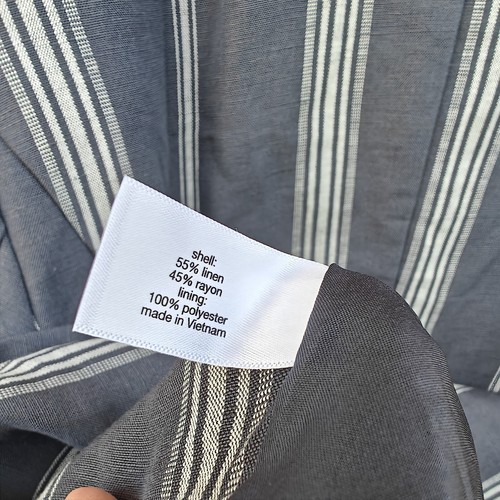 shell:
55% linen
45% rayon
lining:
100% polyester
made in Vietnam